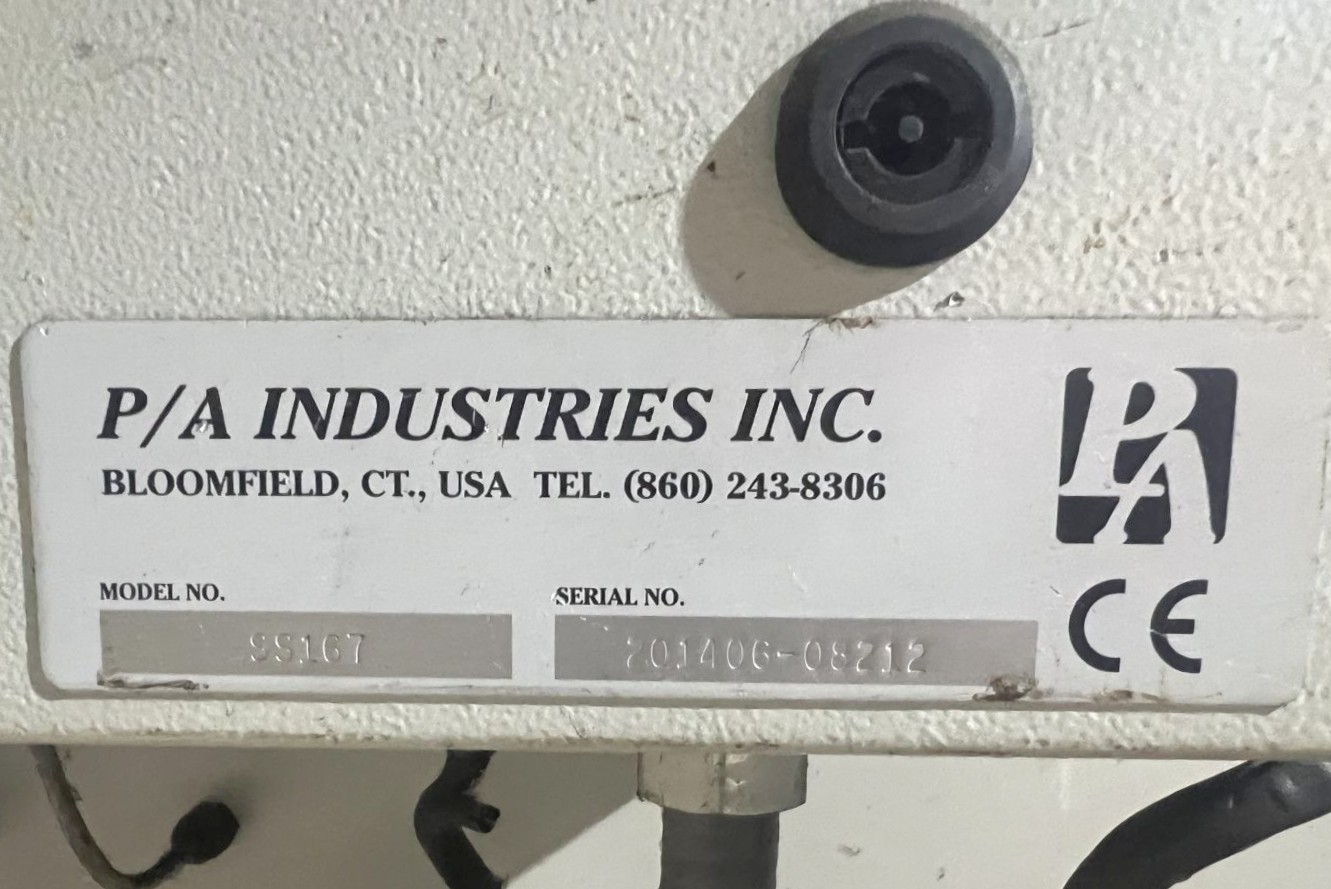 P/A INDUSTRIES INC.
BLOOMFIELD, CT., USA TEL. (860) 243-8306
PA
MODEL NO.
SS167
SERIAL NO.
201406-08212
CE